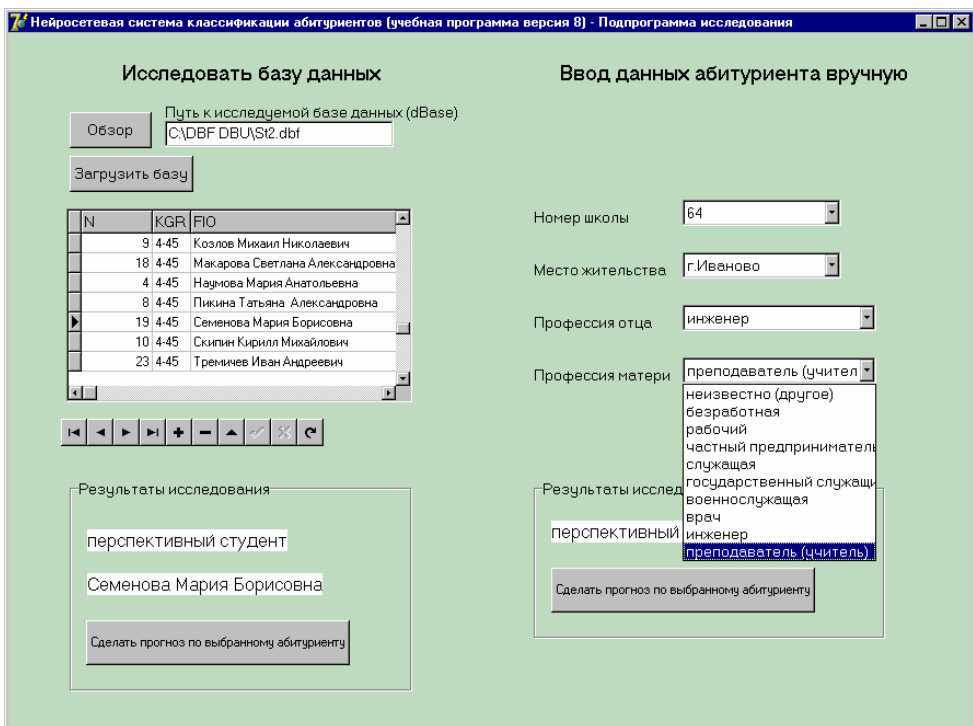 Нейросетевая система классификации абитуриентов (учебная программа версия 8) - Подпрограмма исследования
Исследовать базу данных
Путь к исследуемой базе данных (dBase)
Обзор
C:\DBF DBU\St2.dbf
Загрузить базу
N KGR FIO
9 4-45 Козлов Михаил Николаевич
18 4-45 Макарова Светлана Александровна
4 4-45 Наумова Мария Анатольевна
8 4-45 Пикина Татьяна Александровна
19 4-45 Семенова Мария Борисовна
10 4-45 Скипин Кирилл Михайлович
23 4-45 Тремичев Иван Андреевич
Результаты исследования
перспективный студент
Семенова Мария Борисовна
Сделать прогноз по выбранному абитуриенту
Ввод данных абитуриента вручную
Номер школы 64
Место жительства г.Иваново
Профессия отца инженер
Профессия матери преподаватель (учител
неизвестно (другое)
безработная
рабочий
частный предприниматель
служащая
государственный служащи
военнослужащая
врач
инженер
преподаватель (учитель)
Результаты исслед
перспективный
Сделать прогноз по выбранному абитуриенту